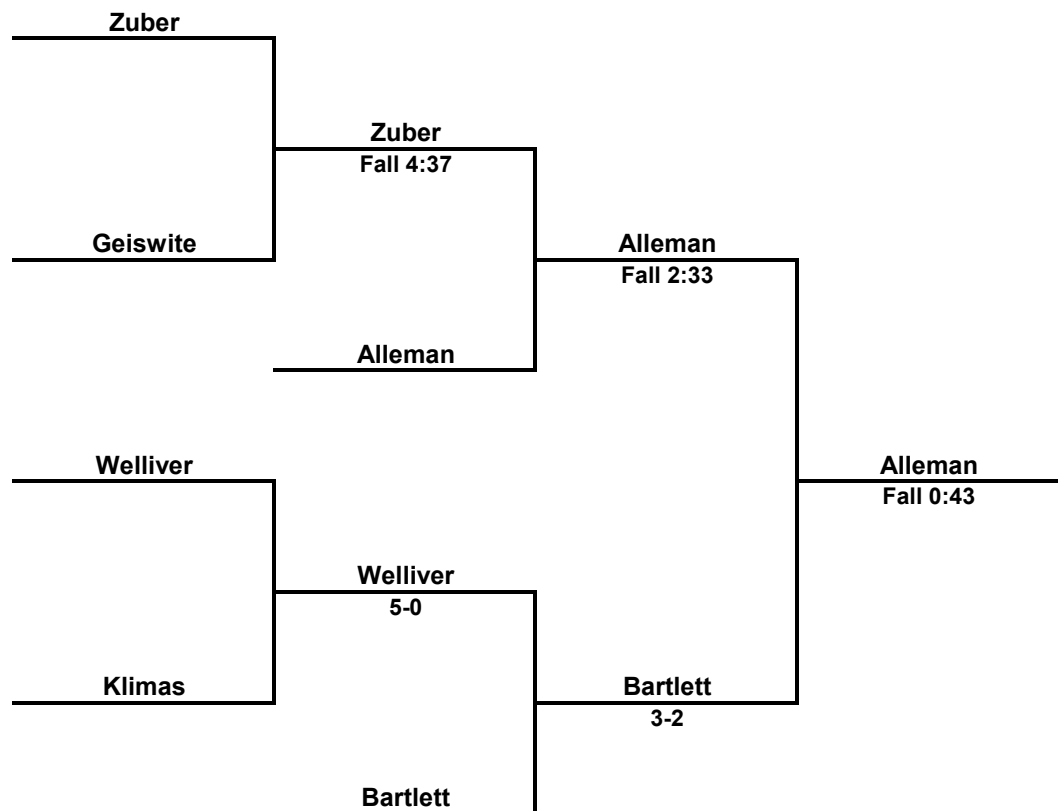 Zuber
Zuber
Fall 4:37
Geiswite
Alleman
Fall 2:33
Alleman
Welliver
Alleman
Fall 0:43
Welliver
5-0
Klimas
Bartlett
3-2
Bartlett